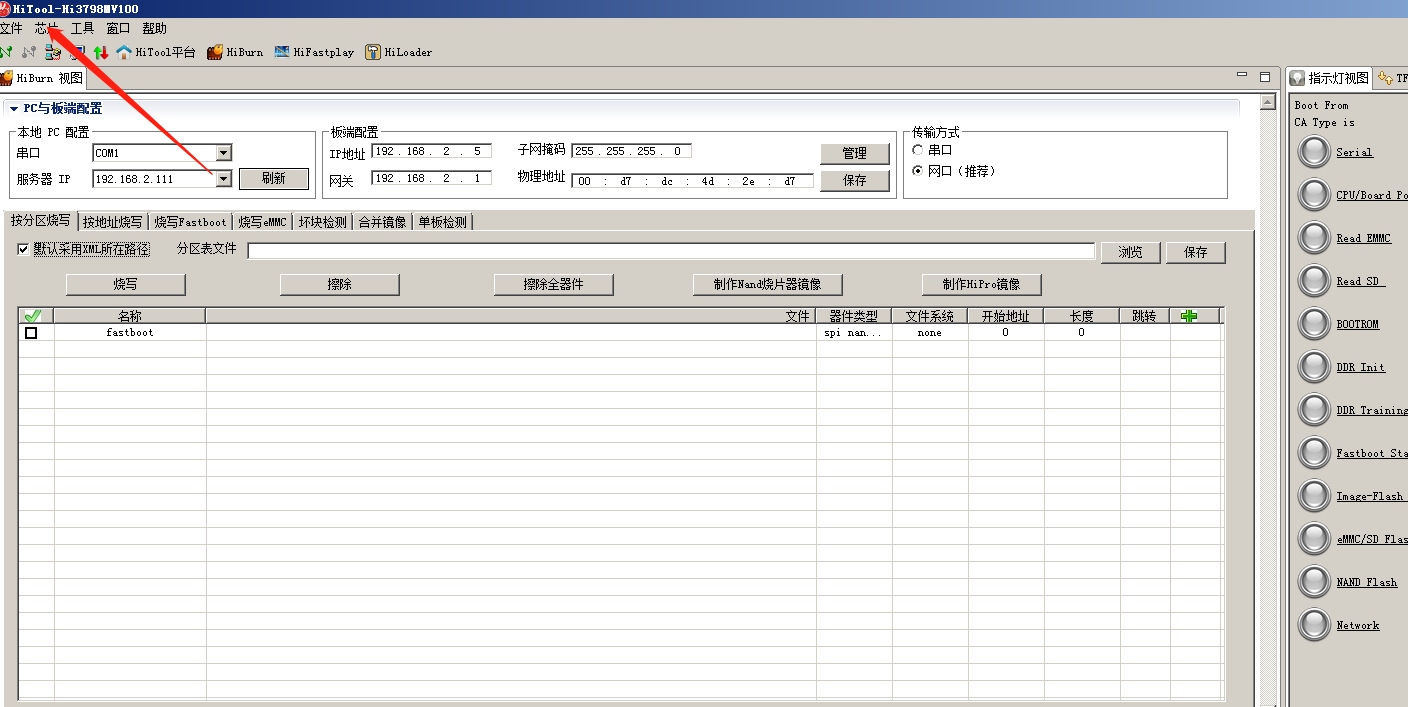 HiTool-Hi3798MV100
文件 芯片 工具 窗口 帮助
HiTool平台 HiBurn HiFastplay HiLoader
HiBurn 视图
指示灯视图
PC与板端配置
Boot From
CA Type is
本地 PC 配置
串口 COM1
服务器 IP 192.168.2.111 刷新
板端配置
IP地址 192 . 168 . 2 . 5 子网掩码 255 . 255 . 255 . 0 管理
网关 192 . 168 . 2 . 1 物理地址 00 : d7 : dc : 4d : 2e : d7 保存
传输方式
串口
网口（推荐）
按分区烧写 按地址烧写 烧写Fastboot 烧写eMMC 坏块检测 合并镜像 单板检测
默认采用XML所在路径 分区表文件 浏览 保存
烧写 擦除 擦除全器件 制作Nand烧片器镜像 制作HiPro镜像
名称 文件 器件类型 文件系统 开始地址 长度 跳转
fastboot spi nan... none 0 0
Serial
CPU/Board Po
Read EMMC
Read SD
BOOTROM
DDR Init
DDR Training
Fastboot Sta
Image-Flash
eMMC/SD Flas
NAND Flash
Network